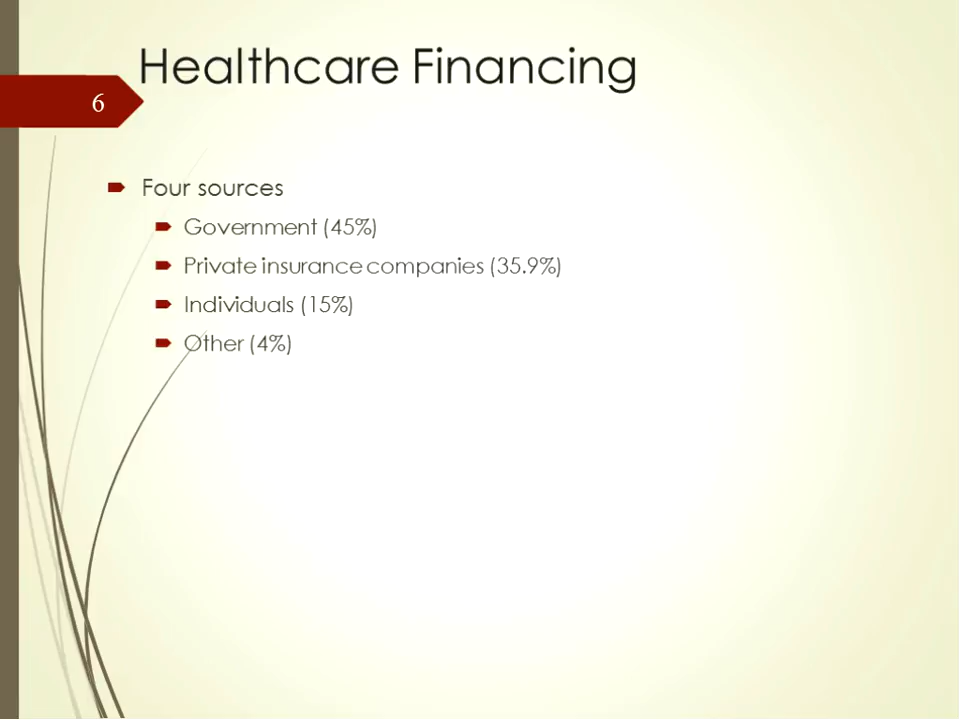 Healthcare Financing
6
Four sources
Government (45%)
Private insurance companies (35.9%)
Individuals (15%)
Other (4%)